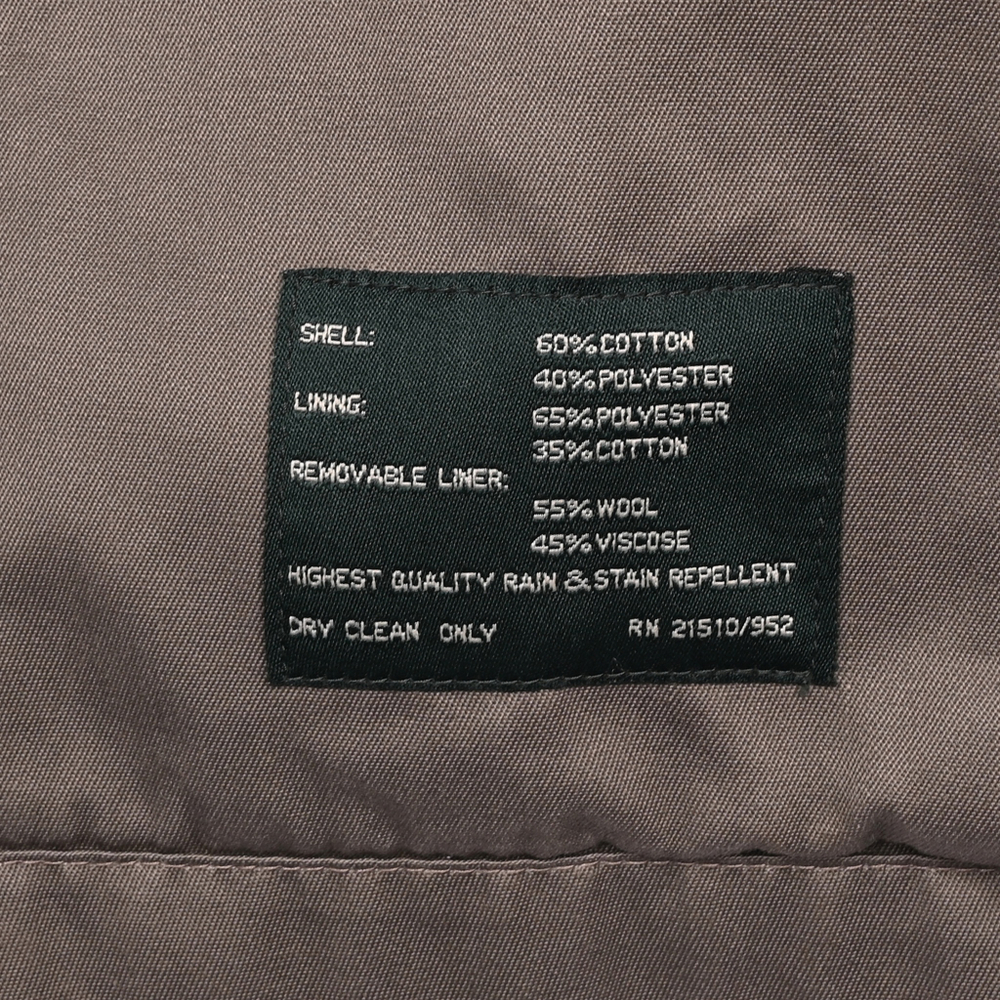 SHELL: 60% COTTON
40% POLYESTER
LINING: 65% POLYESTER
35% COTTON
REMOVABLE LINER:
55% WOOL
45% VISCOSE
HIGHEST QUALITY RAIN & STAIN REPELLENT
DRY CLEAN ONLY RN 21510/952